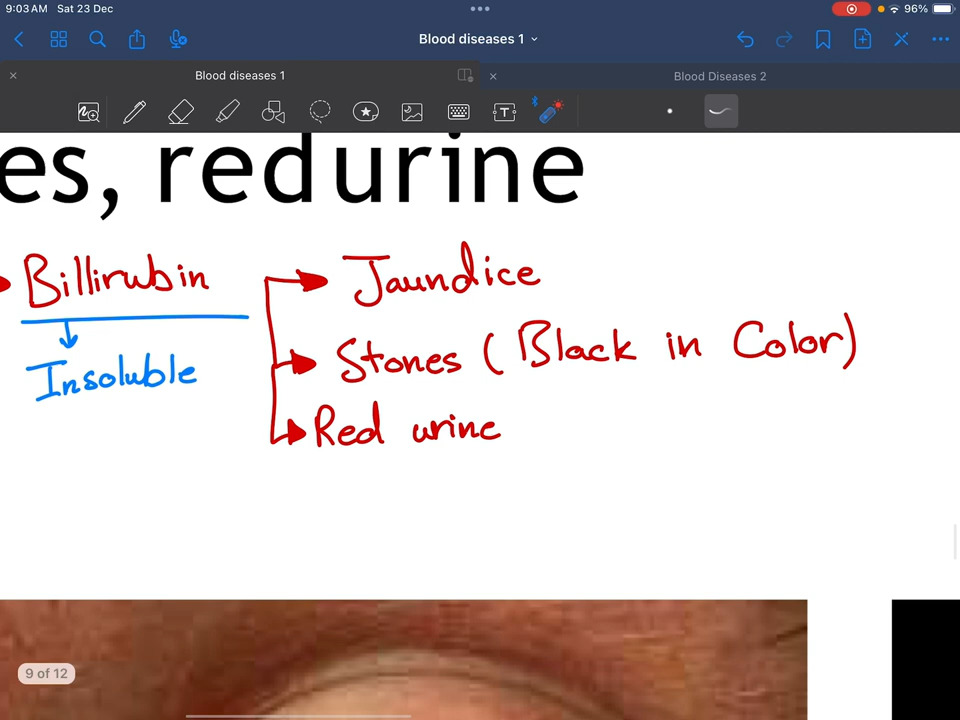 9:03 AM Sat 23 Dec
96%
Blood diseases 1
Blood diseases 1
Blood Diseases 2
T
es, redurine
Billirubin
Jaundice
Stones (Black in Color)
Insoluble
Red urine
9 of 12